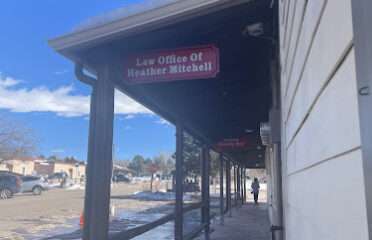 Law Office Of
Heather Mitchell